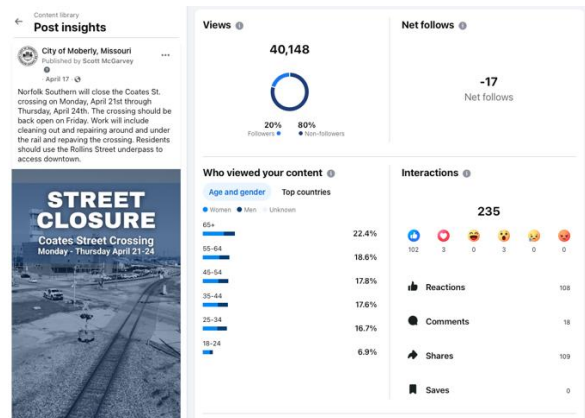 Content library
Post insights
City of Moberly, Missouri
Published by Scott McGarvey
· April 17 ·
Norfolk Southern will close the Coates St.
crossing on Monday, April 21st through
Thursday, April 24th. The crossing should be
back open on Friday. Work will include
cleaning out and repairing around and under
the rail and repaving the crossing. Residents
should use the Rollins Street underpass to
access downtown.
STREET
CLOSURE
Coates Street Crossing
Monday - Thursday April 21-24
Views
40,148
20% 80%
Followers Non-followers
Net follows
-17
Net follows
Who viewed your content
Age and gender Top countries
Women Men Unknown
65+
22.4%
55-64
18.6%
45-54
17.8%
35-44
17.6%
25-34
16.7%
18-24
6.9%
Interactions
235
102 3 0 3 0 0
Reactions 108
Comments 18
Shares 109
Saves 0